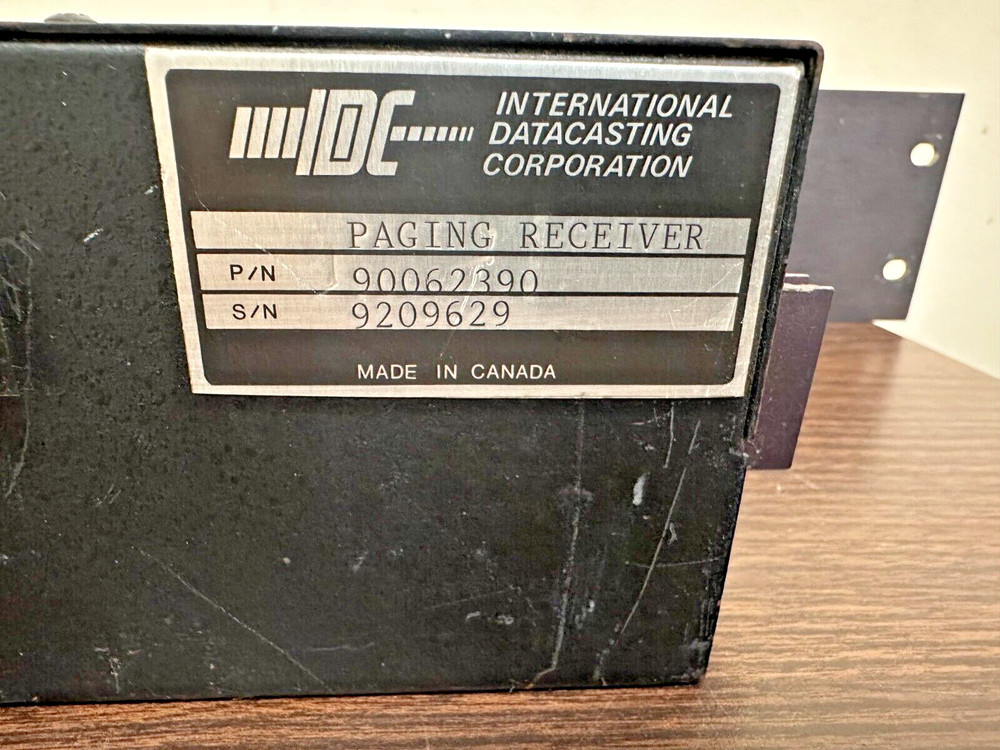 IDC
INTERNATIONAL
DATACASTING
CORPORATION
PAGING RECEIVER
P/N 90062390
S/N 9209629
MADE IN CANADA